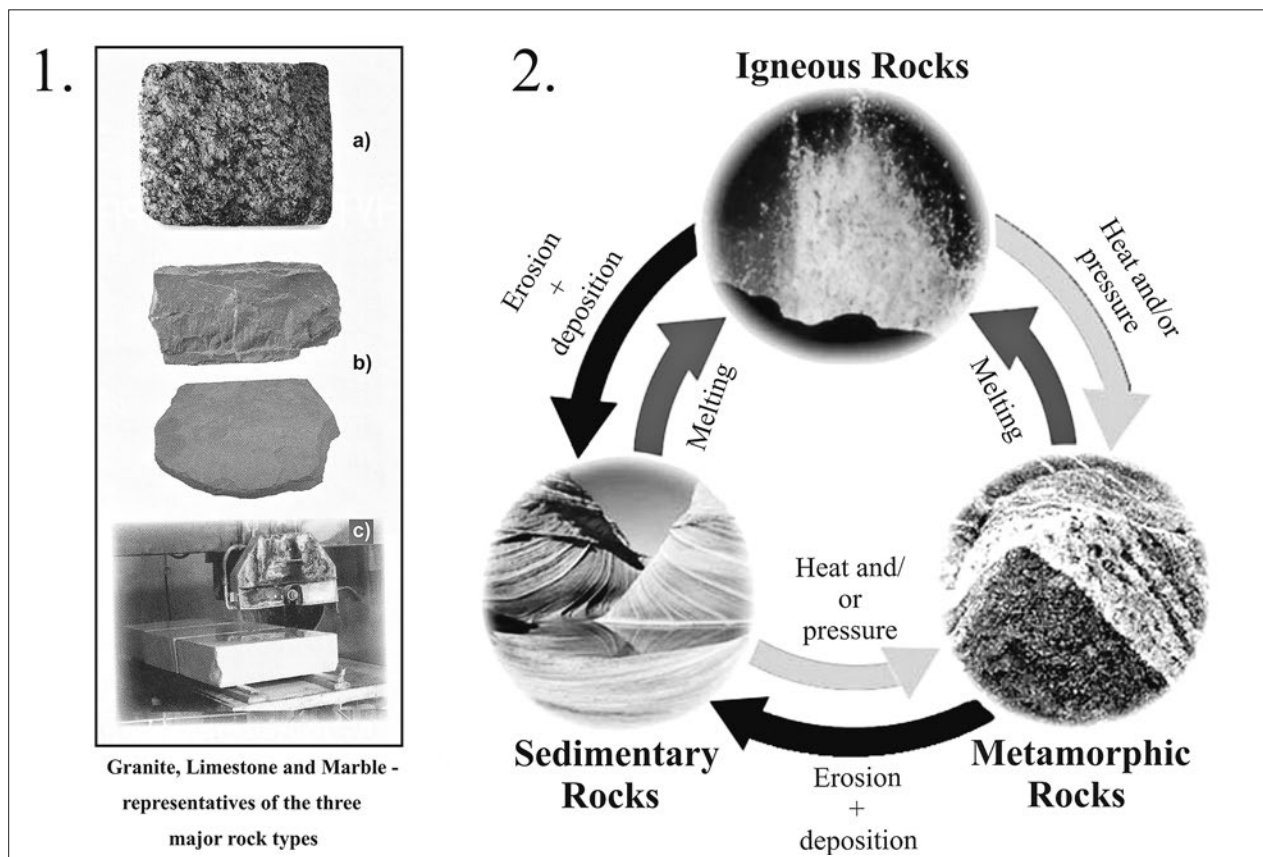 1.
a)
b)
c)
Granite, Limestone and Marble -
representatives of the three
major rock types
2.
Igneous Rocks
Erosion
+
deposition
Melting
Heat and/or
pressure
Melting
Heat and/
or
pressure
Sedimentary
Rocks
Metamorphic
Rocks
Erosion
+
deposition